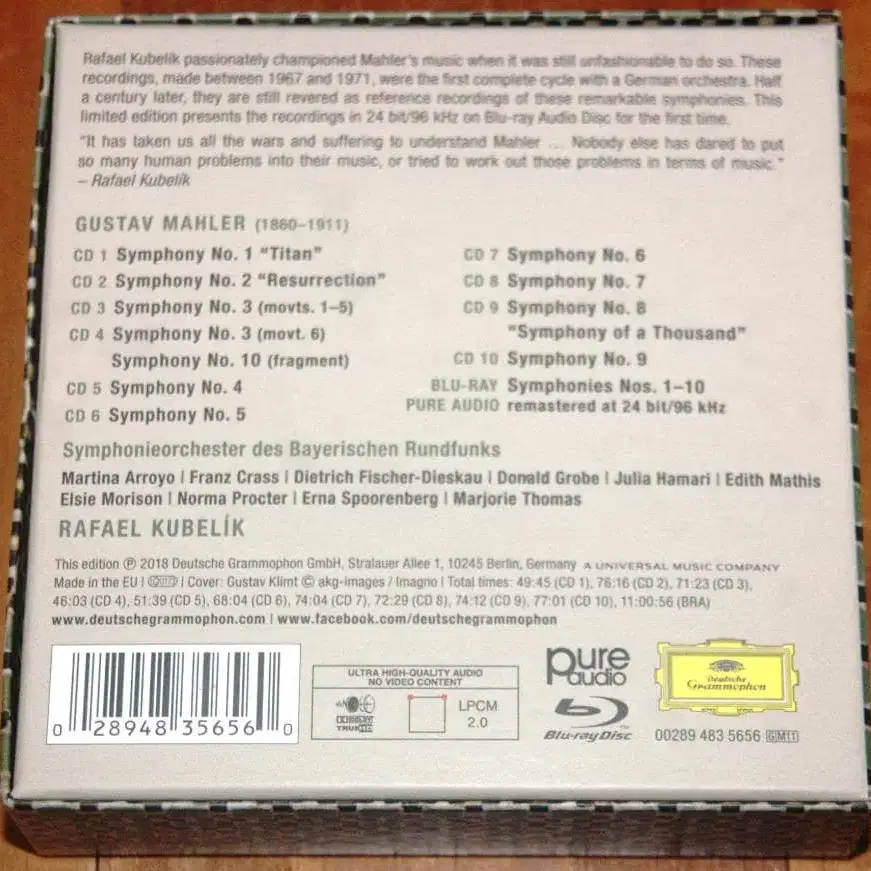 Rafael Kubelík passionately championed Mahler's music when it was still unfashionable to do so. These
recordings, made between 1967 and 1971, were the first complete cycle with a German orchestra. Half
a century later, they are still revered as reference recordings of these remarkable symphonies. This
limited edition presents the recordings in 24 bit/96 kHz on Blu-ray Audio Disc for the first time.
"It has taken us all the wars and suffering to understand Mahler ... Nobody else has dared to put
so many human problems into their music, or tried to work out those problems in terms of music."
– Rafael Kubelík
GUSTAV MAHLER (1860–1911)
CD 1 Symphony No. 1 "Titan"
CD 2 Symphony No. 2 "Resurrection"
CD 3 Symphony No. 3 (movts. 1–5)
CD 4 Symphony No. 3 (movt. 6)
Symphony No. 10 (fragment)
CD 5 Symphony No. 4
CD 6 Symphony No. 5
CD 7 Symphony No. 6
CD 8 Symphony No. 7
CD 9 Symphony No. 8
"Symphony of a Thousand"
CD 10 Symphony No. 9
BLU-RAY Symphonies Nos. 1–10
PURE AUDIO remastered at 24 bit/96 kHz
Symphonieorchester des Bayerischen Rundfunks
Martina Arroyo | Franz Crass | Dietrich Fischer-Dieskau | Donald Grobe | Julia Hamari | Edith Mathis
Elsie Morison | Norma Procter | Erna Spoorenberg | Marjorie Thomas
RAFAEL KUBELÍK
This edition ℗ 2018 Deutsche Grammophon GmbH, Stralauer Allee 1, 10245 Berlin, Germany A UNIVERSAL MUSIC COMPANY
Made in the EU | Cover: Gustav Klimt © akg-images / Imagno | Total times: 49:45 (CD 1), 76:16 (CD 2), 71:23 (CD 3),
46:03 (CD 4), 51:39 (CD 5), 68:04 (CD 6), 74:04 (CD 7), 72:29 (CD 8), 74:12 (CD 9), 77:01 (CD 10), 11:00:56 (BRA)
www.deutschegrammophon.com | www.facebook.com/deutschegrammophon
0 28948 35656 0
ULTRA HIGH-QUALITY AUDIO
NO VIDEO CONTENT
LPCM
2.0
pure
audio
Blu-ray Disc
Deutsche
Grammophon
00289 483 5656 GM11